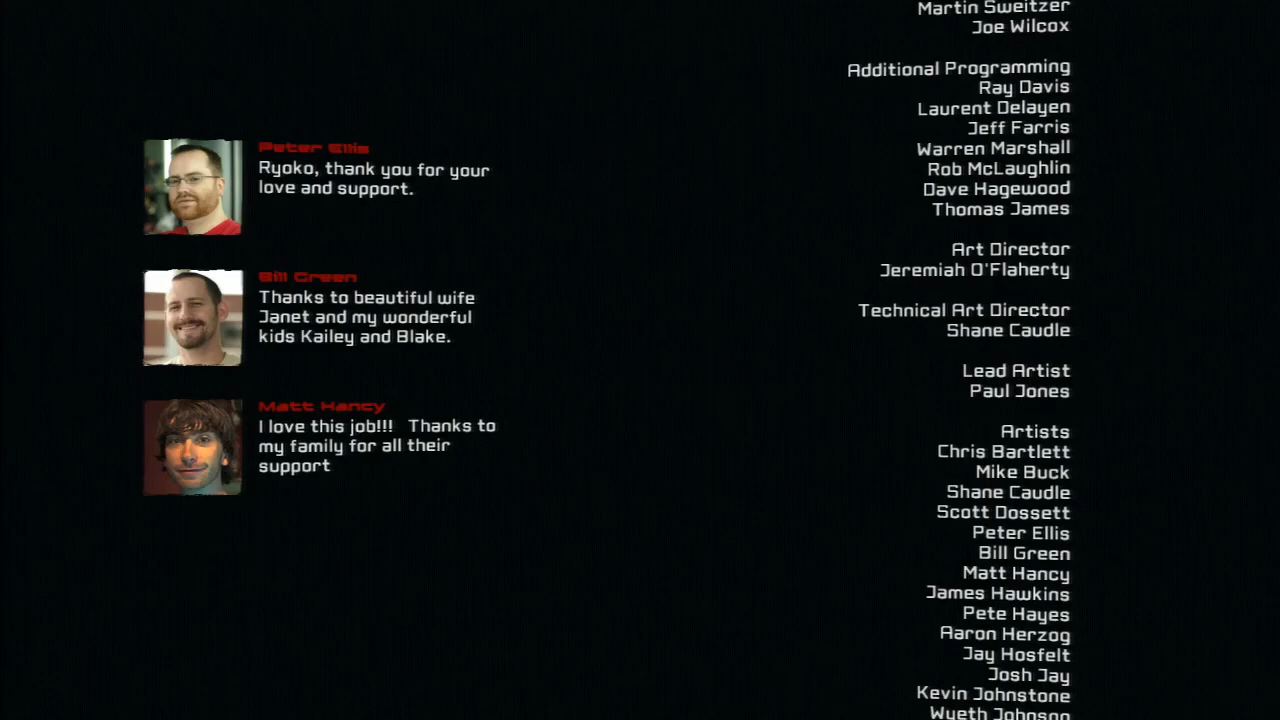 Peter Ellis
Ryoko, thank you for your
love and support.
Bill Green
Thanks to beautiful wife
Janet and my wonderful
kids Kailey and Blake.
Matt Hancy
I love this job!!! Thanks to
my family for all their
support
Martin Sweitzer
Joe Wilcox
Additional Programming
Ray Davis
Laurent Delayen
Jeff Farris
Warren Marshall
Rob McLaughlin
Dave Hagewood
Thomas James
Art Director
Jeremiah O'Flaherty
Technical Art Director
Shane Caudle
Lead Artist
Paul Jones
Artists
Chris Bartlett
Mike Buck
Shane Caudle
Scott Dossett
Peter Ellis
Bill Green
Matt Hancy
James Hawkins
Pete Hayes
Aaron Herzog
Jay Hosfelt
Josh Jay
Kevin Johnstone
Wyeth Johnson